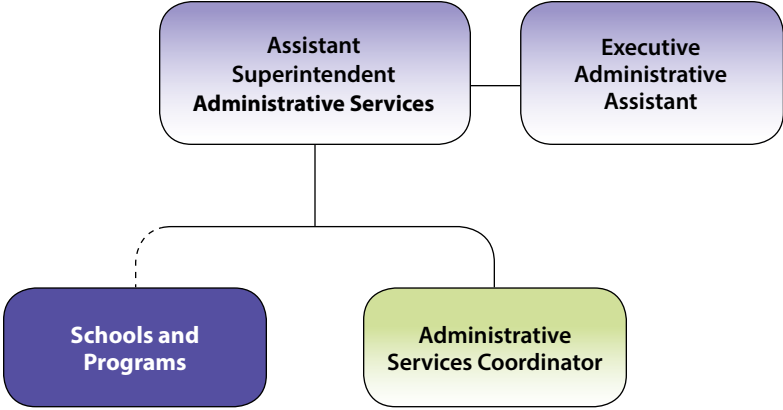 Assistant
Superintendent
Administrative Services
Executive
Administrative
Assistant
Schools and
Programs
Administrative
Services Coordinator